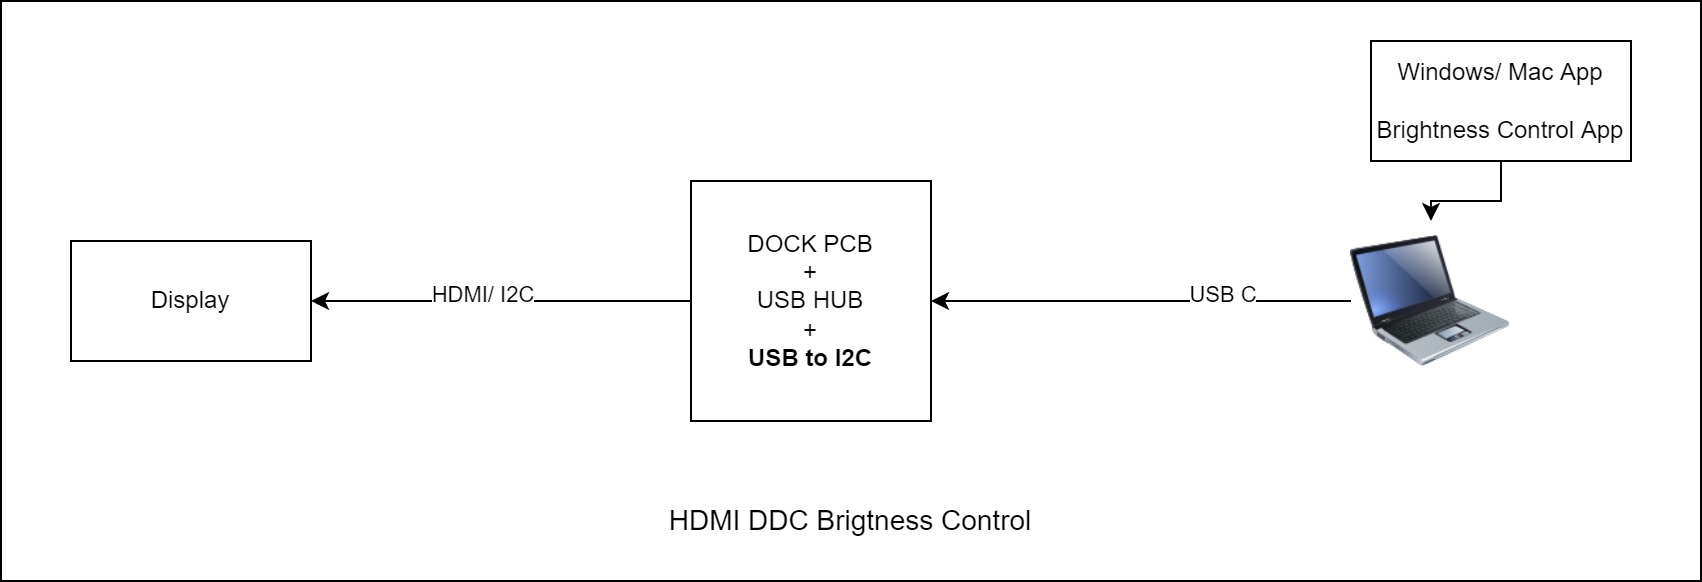 Windows/ Mac App
Brightness Control App
DOCK PCB
+
USB HUB
+
USB to I2C
Display
HDMI/ I2C
USB C
HDMI DDC Brigtness Control